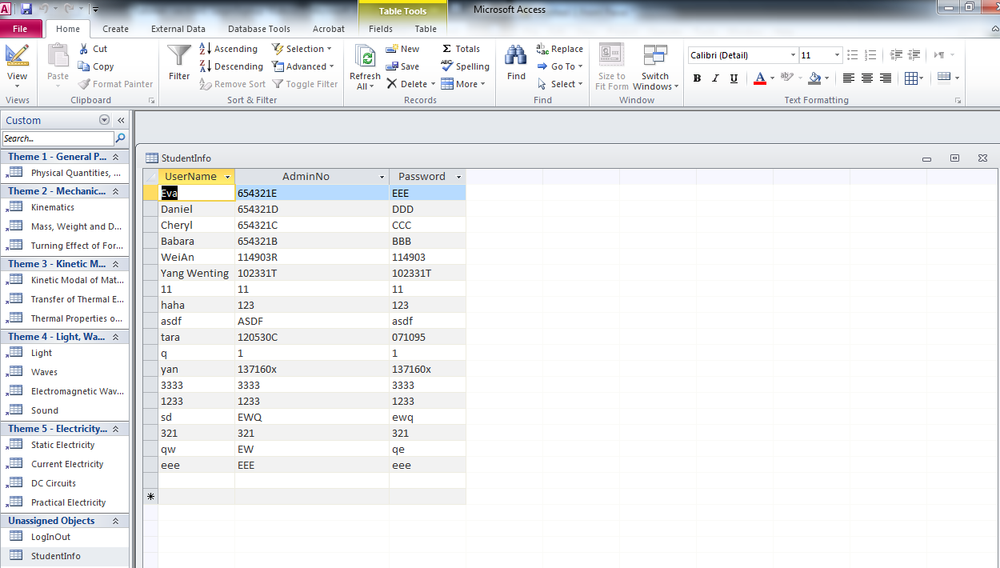 Table Tools
Microsoft Access
File Home Create External Data Database Tools Acrobat Fields Table
View
Views
Paste
Cut
Copy
Format Painter
Clipboard
Filter
Ascending
Descending
Remove Sort
Selection
Advanced
Toggle Filter
Sort & Filter
Refresh
All
New
Save
Delete
Totals
Spelling
More
Records
Find
Replace
Go To
Select
Find
Size to
Fit Form
Switch
Windows
Window
Calibri (Detail) 11
B I U A
Text Formatting
Custom
Search...
Theme 1 - General P...
Physical Quantities, ...
Theme 2 - Mechanic...
Kinematics
Mass, Weight and D...
Turning Effect of For...
Theme 3 - Kinetic M...
Kinetic Modal of Mat...
Transfer of Thermal E...
Thermal Properties o...
Theme 4 - Light, Wa...
Light
Waves
Electromagnetic Wav...
Sound
Theme 5 - Electricity...
Static Electricity
Current Electricity
DC Circuits
Practical Electricity
Unassigned Objects
LogInOut
StudentInfo
StudentInfo
UserName AdminNo Password
Eva 654321E EEE
Daniel 654321D DDD
Cheryl 654321C CCC
Babara 654321B BBB
WeiAn 114903R 114903
Yang Wenting 102331T 102331T
11 11 11
haha 123 123
asdf ASDF asdf
tara 120530C 071095
q 1 1
yan 137160x 137160x
3333 3333 3333
1233 1233 1233
sd EWQ ewq
321 321 321
qw EW qe
eee EEE eee